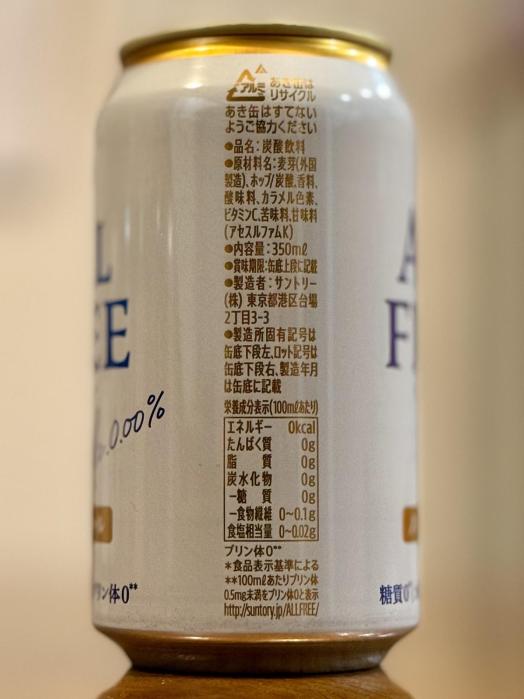 アルミ
あき缶は
リサイクル
あき缶はすてない
ようご協力ください
●品名：炭酸飲料
●原材料名：麦芽(外国
製造)、ホップ/炭酸、香料、
酸味料、カラメル色素、
ビタミンC、苦味料、甘味料
(アセスルファムK)
●内容量：350mℓ
●賞味期限：缶底上段に記載
●製造者：サントリー
(株) 東京都港区台場
2丁目3-3
●製造所固有記号は
缶底下段左、ロット記号は
缶底下段右、製造年月
は缶底に記載
栄養成分表示(100mℓあたり)
エネルギー 0kcal
たんぱく質 0g
脂質 0g
炭水化物 0g
−糖質 0g
−食物繊維 0〜0.1g
食塩相当量 0〜0.02g
プリン体0**
*食品表示基準による
**100mℓあたりプリン体
0.5mg未満をプリン体0と表示
http://suntory.jp/ALLFREE/
L
EE
0.00%
プリン体0**
A
F
糖質0*